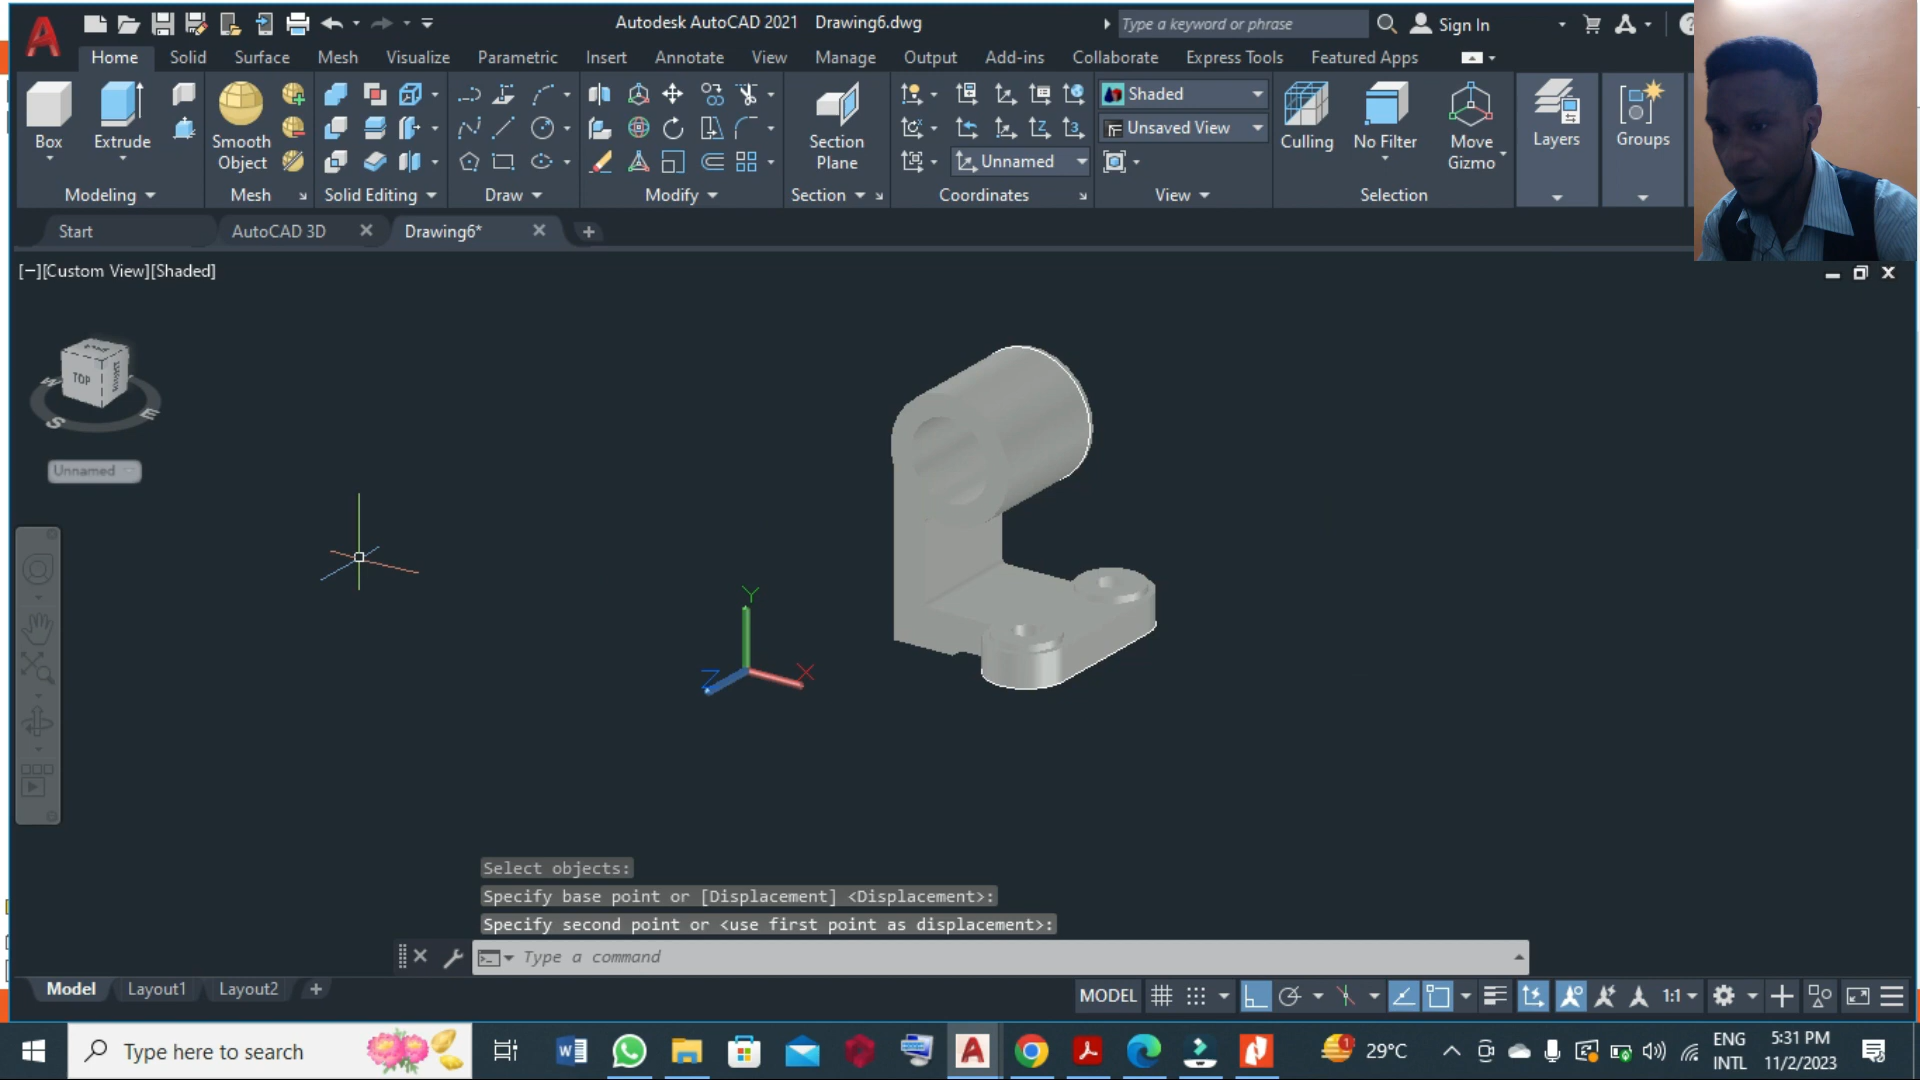 Autodesk AutoCAD 2021 Drawing6.dwg
Type a keyword or phrase
Sign In
Home Solid Surface Mesh Visualize Parametric Insert Annotate View Manage Output Add-ins Collaborate Express Tools Featured Apps
Box
Extrude
Smooth Object
Section Plane
Shaded
Unsaved View
Unnamed
Culling
No Filter
Move Gizmo
Layers
Groups
Modeling
Mesh
Solid Editing
Draw
Modify
Section
Coordinates
View
Selection
Start
AutoCAD 3D
Drawing6*
[−][Custom View][Shaded]
TOP
W
S
E
Unnamed
Y
Z
X
Select objects:
Specify base point or [Displacement] <Displacement>:
Specify second point or <use first point as displacement>:
Type a command
Model Layout1 Layout2
MODEL
1:1
Type here to search
29°C
ENG
INTL
5:31 PM
11/2/2023